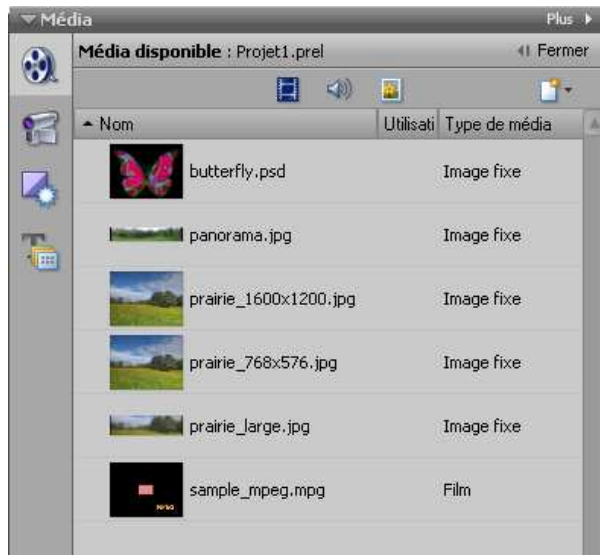 Média
Plus
Média disponible : Projet1.prel
Fermer
Nom
Utilisati
Type de média
butterfly.psd
Image fixe
panorama.jpg
Image fixe
prairie_1600x1200.jpg
Image fixe
prairie_768x576.jpg
Image fixe
prairie_large.jpg
Image fixe
sample_mpeg.mpg
Film